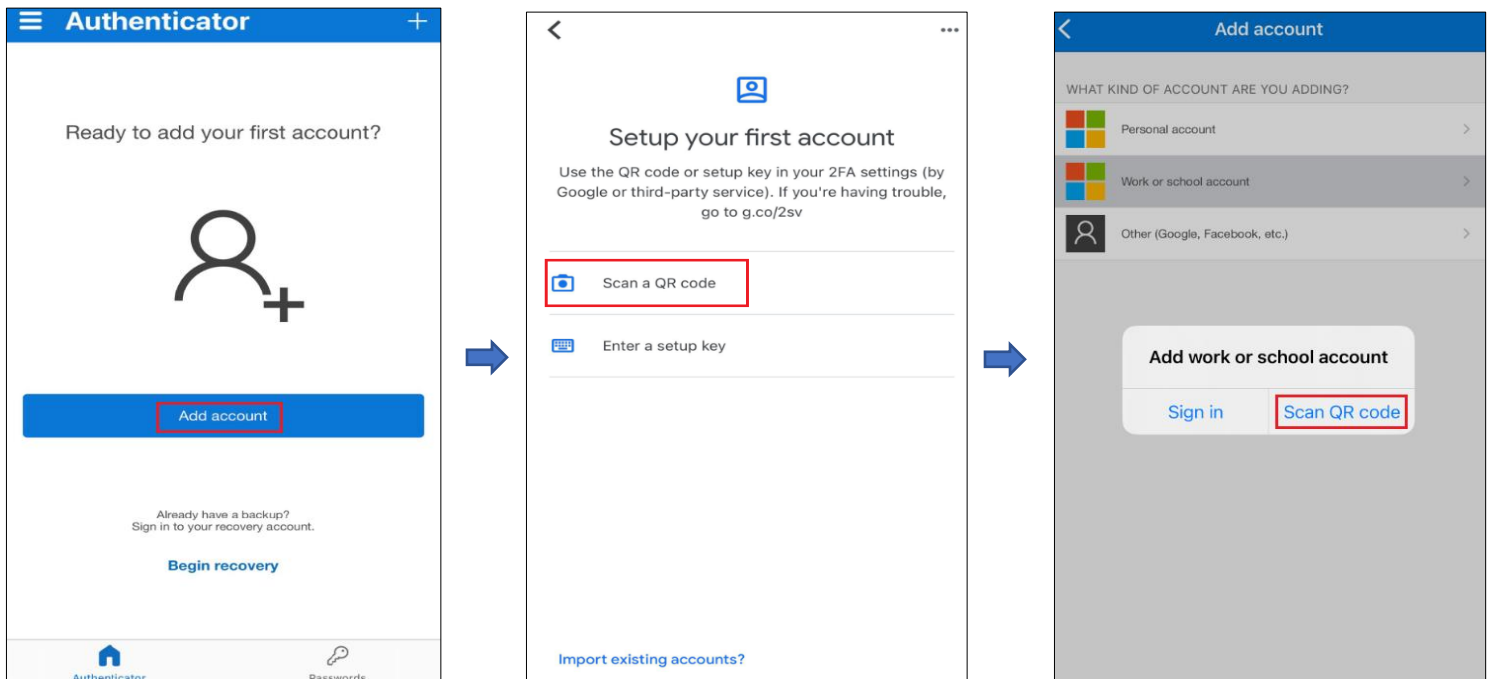 Authenticator
Ready to add your first account?
Add account
Already have a backup?
Sign in to your recovery account.
Begin recovery
Authenticator
Passwords
Setup your first account
Use the QR code or setup key in your 2FA settings (by
Google or third-party service). If you're having trouble,
go to g.co/2sv
Scan a QR code
Enter a setup key
Import existing accounts?
Add account
WHAT KIND OF ACCOUNT ARE YOU ADDING?
Personal account
Work or school account
Other (Google, Facebook, etc.)
Add work or school account
Sign in
Scan QR code